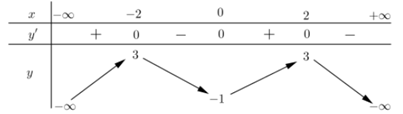 x −∞ −2 0 2 +∞
y′ + 0 − 0 + 0 −
3 3
y
−∞ −1 −∞